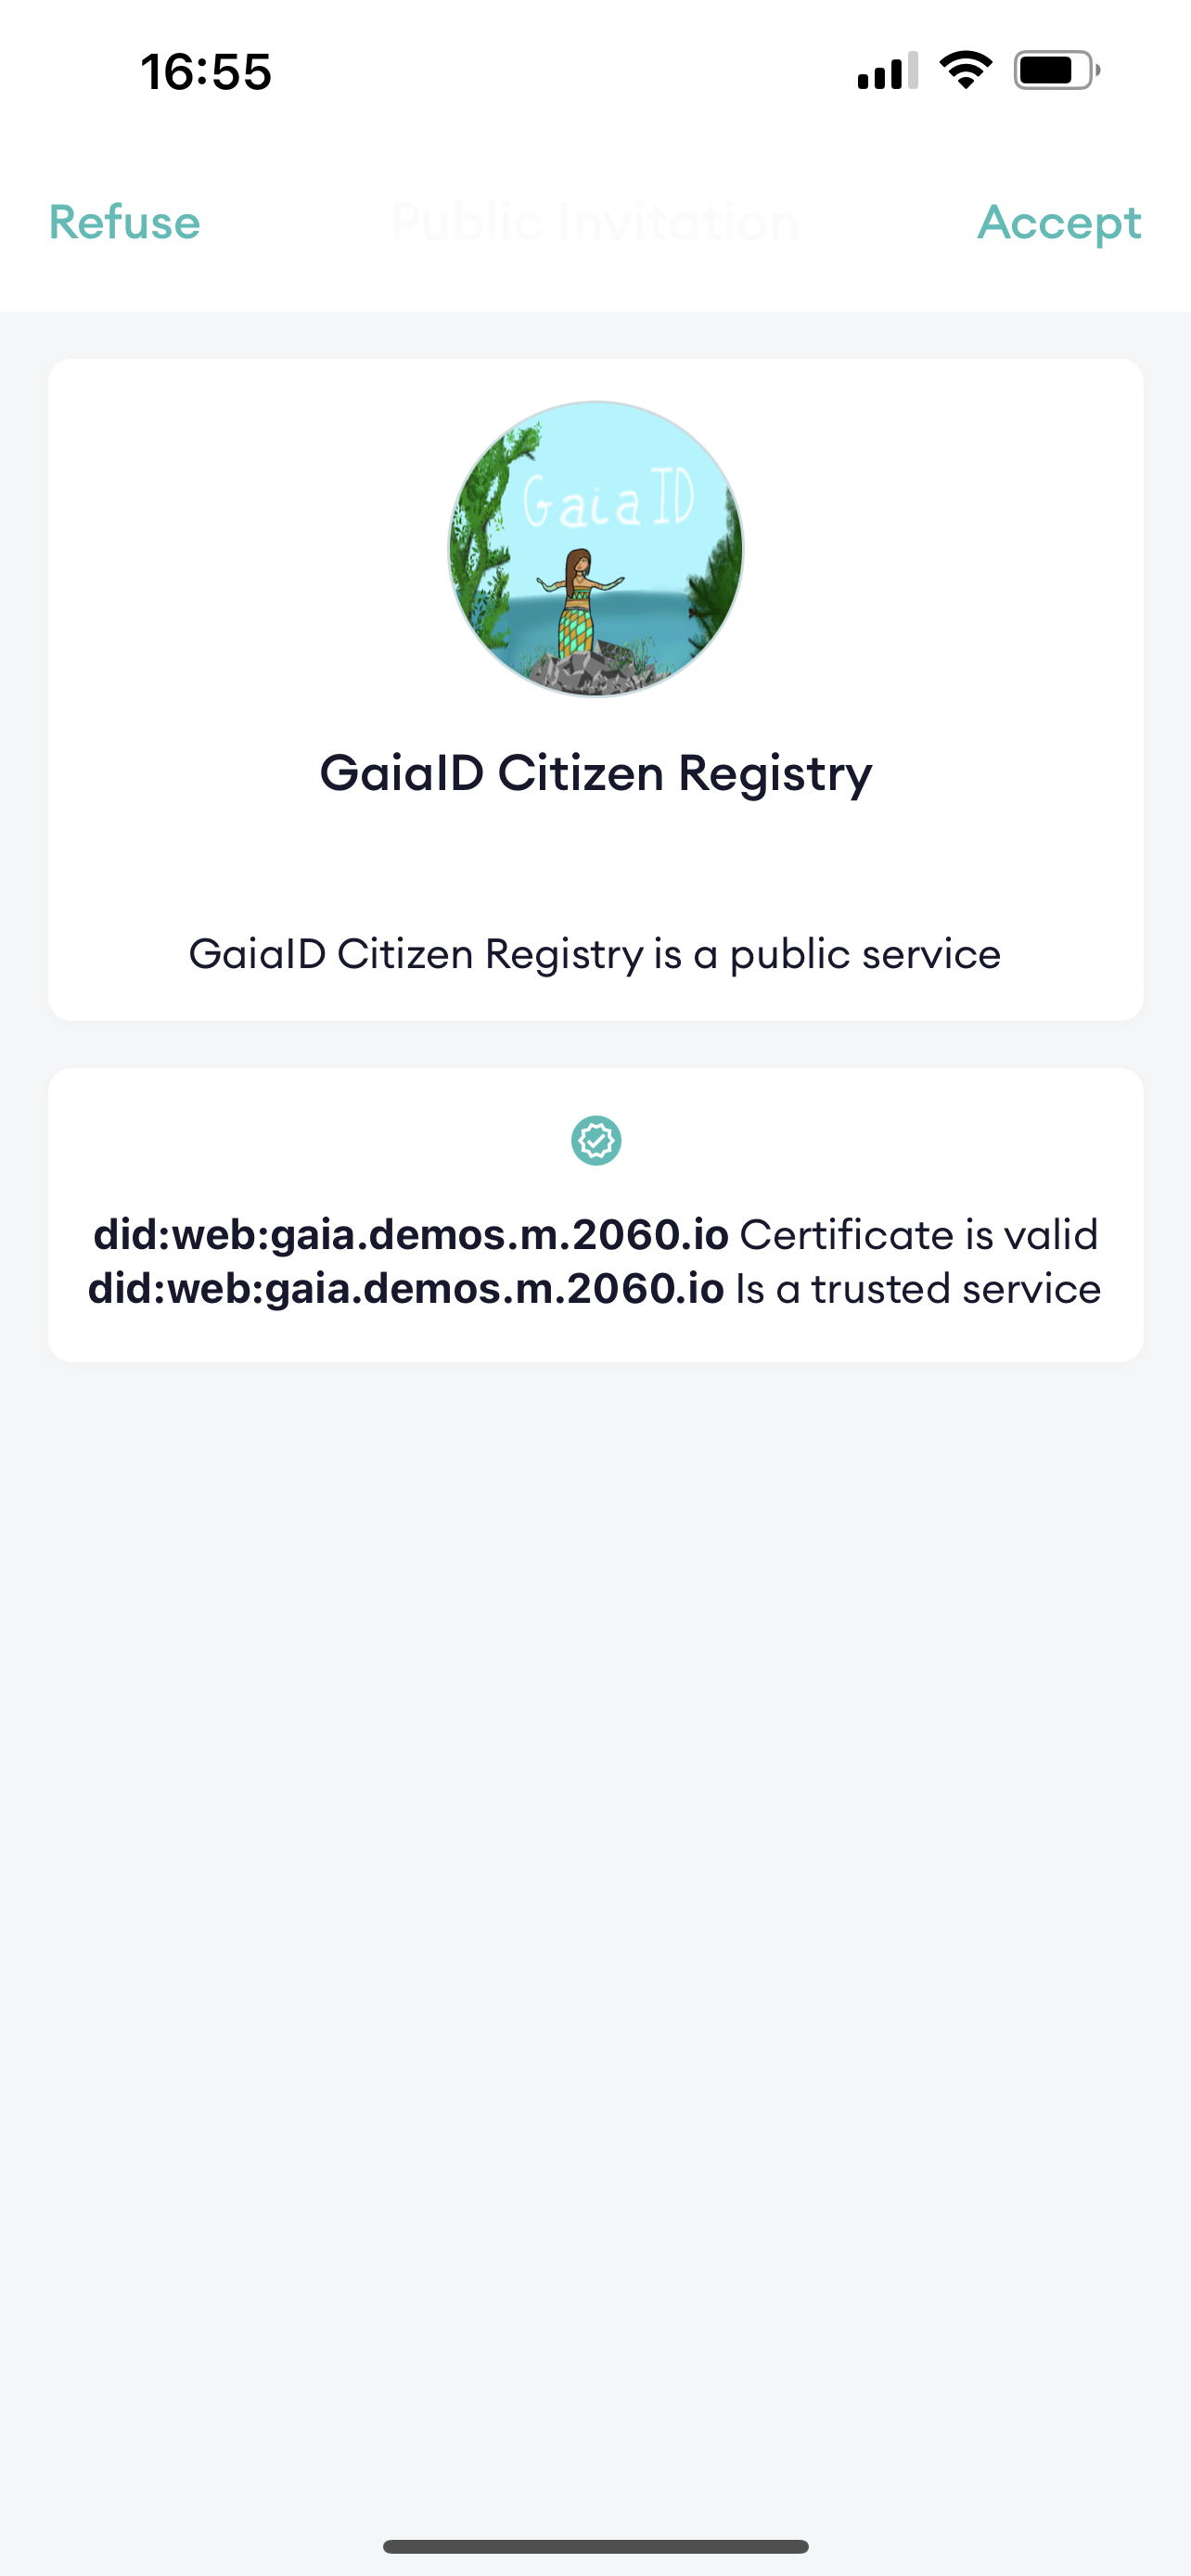 16:55
Refuse Public Invitation Accept
Gaia ID
GaiaID Citizen Registry
GaiaID Citizen Registry is a public service
did:web:gaia.demos.m.2060.io Certificate is valid
did:web:gaia.demos.m.2060.io Is a trusted service